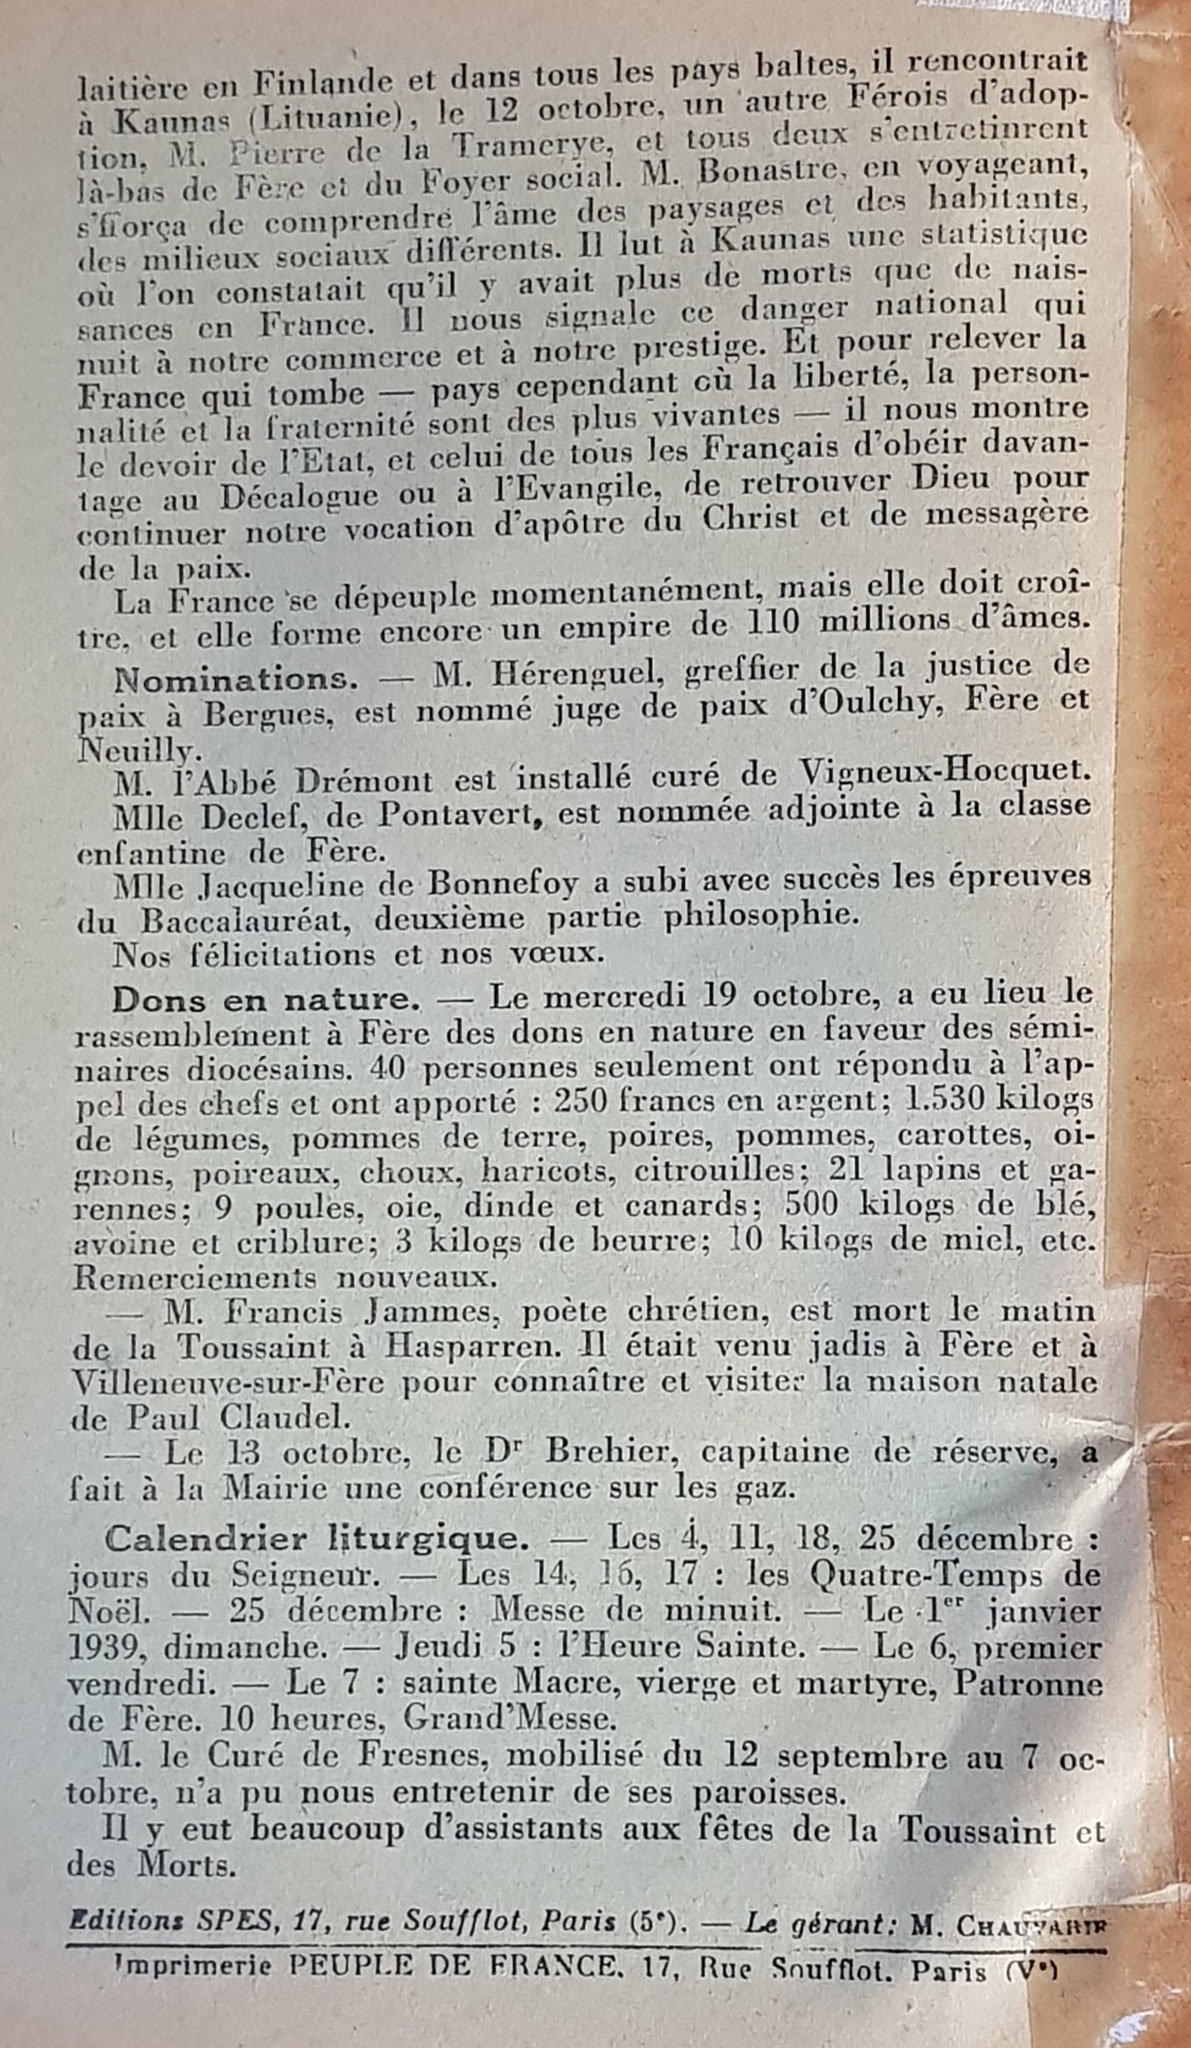 laitière en Finlande et dans tous les pays baltes, il rencontrait
à Kaunas (Lituanie), le 12 octobre, un autre Férois d'adop-
tion, M. Pierre de la Tramerye, et tous deux s'entretinrent
là-bas de Fère et du Foyer social. M. Bonastre, en voyageant,
s'fforça de comprendre l'âme des paysages et des habitants,
des milieux sociaux différents. Il lut à Kaunas une statistique
où l'on constatait qu'il y avait plus de morts que de nais-
sances en France. Il nous signale ce danger national qui
nuit à notre commerce et à notre prestige. Et pour relever la
France qui tombe — pays cependant où la liberté, la person-
nalité et la fraternité sont des plus vivantes — il nous montre
le devoir de l'Etat, et celui de tous les Français d'obéir davan-
tage au Décalogue ou à l'Evangile, de retrouver Dieu pour
continuer notre vocation d'apôtre du Christ et de messagère
de la paix.
La France se dépeuple momentanément, mais elle doit croî-
tre, et elle forme encore un empire de 110 millions d'âmes.
Nominations. — M. Hérenguel, greffier de la justice de
paix à Bergues, est nommé juge de paix d'Oulchy, Fère et
Neuilly.
M. l'Abbé Drémont est installé curé de Vigneux-Hocquet.
Mlle Declef, de Pontavert, est nommée adjointe à la classe
enfantine de Fère.
Mlle Jacqueline de Bonnefoy a subi avec succès les épreuves
du Baccalauréat, deuxième partie philosophie.
Nos félicitations et nos vœux.
Dons en nature. — Le mercredi 19 octobre, a eu lieu le
rassemblement à Fère des dons en nature en faveur des sémi-
naires diocésains. 40 personnes seulement ont répondu à l'ap-
pel des chefs et ont apporté : 250 francs en argent; 1.530 kilogs
de légumes, pommes de terre, poires, pommes, carottes, oi-
gnons, poireaux, choux, haricots, citrouilles; 21 lapins et ga-
rennes; 9 poules, oie, dinde et canards; 500 kilogs de blé,
avoine et criblure; 3 kilogs de beurre; 10 kilogs de miel, etc.
Remerciements nouveaux.
— M. Francis Jammes, poète chrétien, est mort le matin
de la Toussaint à Hasparren. Il était venu jadis à Fère et à
Villeneuve-sur-Fère pour connaître et visiter la maison natale
de Paul Claudel.
— Le 13 octobre, le Dr Brehier, capitaine de réserve, a
fait à la Mairie une conférence sur les gaz.
Calendrier liturgique. — Les 4, 11, 18, 25 décembre :
jours du Seigneur. — Les 14, 16, 17 : les Quatre-Temps de
Noël. — 25 décembre : Messe de minuit. — Le 1er janvier
1939, dimanche. — Jeudi 5 : l'Heure Sainte. — Le 6, premier
vendredi. — Le 7 : sainte Macre, vierge et martyre, Patronne
de Fère. 10 heures, Grand'Messe.
M. le Curé de Fresnes, mobilisé du 12 septembre au 7 oc-
tobre, n'a pu nous entretenir de ses paroisses.
Il y eut beaucoup d'assistants aux fêtes de la Toussaint et
des Morts.
Editions SPES, 17, rue Soufflot, Paris (5e). — Le gérant: M.
Imprimerie PEUPLE DE FRANCE. 17, Rue Soufflot. Paris (Ve)